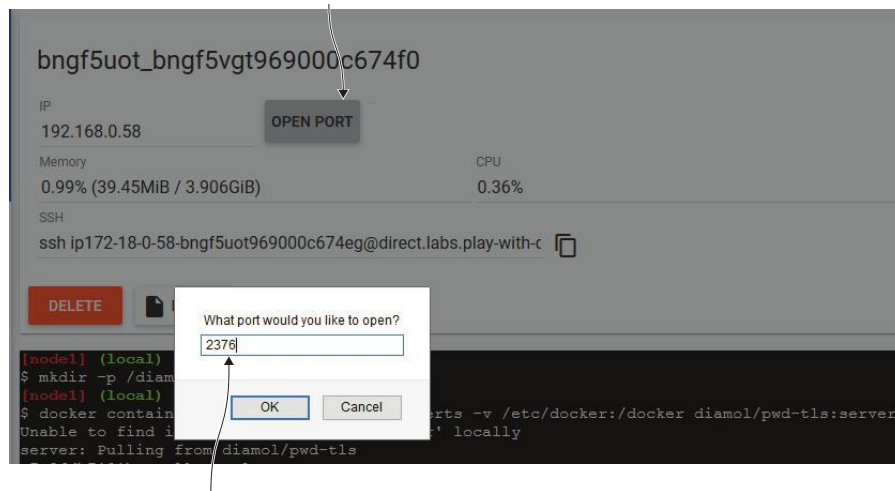 bngf5uot_bngf5vgt969000c674f0
IP
192.168.0.58
OPEN PORT
Memory
0.99% (39.45MiB / 3.906GiB)
CPU
0.36%
SSH
ssh ip172-18-0-58-bngf5uot969000c674eg@direct.labs.play-with-c
DELETE
What port would you like to open?
2376
OK
Cancel
[node1] (local)
$ mkdir -p /diam
[node1] (local)
$ docker contain erts -v /etc/docker:/docker diamol/pwd-tls:server
Unable to find i r' locally
server: Pulling from diamol/pwd-tls